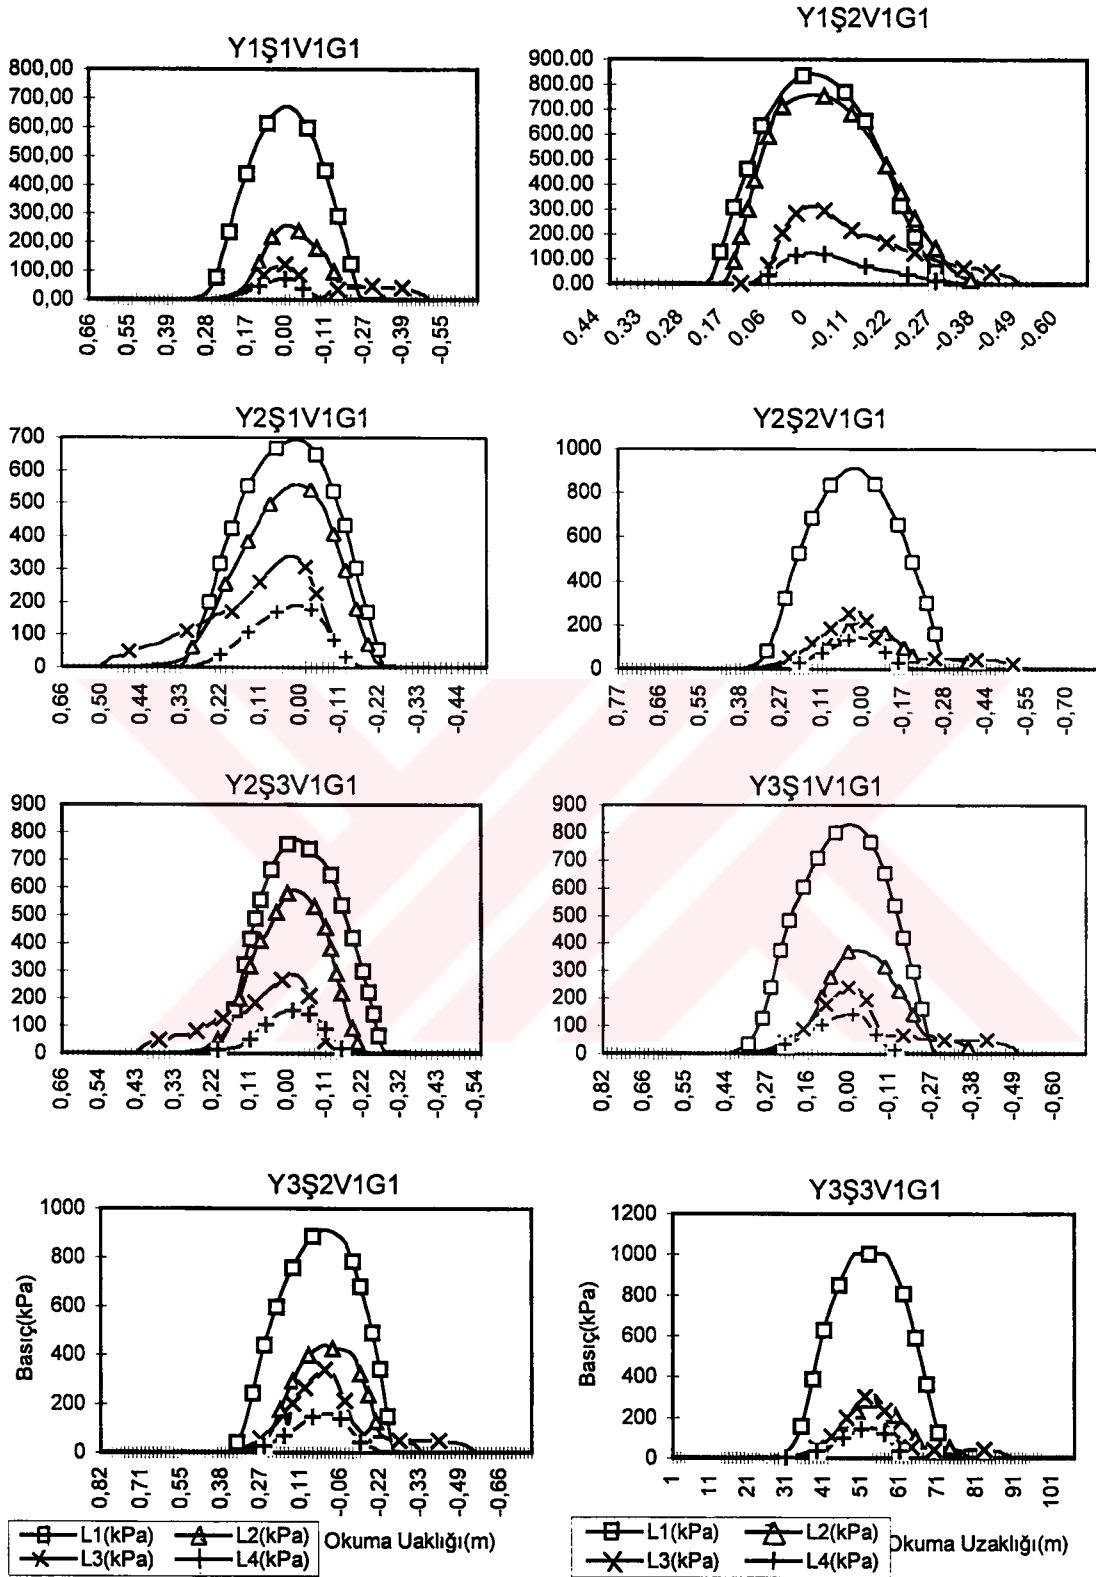 Y1Ş1V1G1
800,00
700,00
600,00
500,00
400,00
300,00
200,00
100,00
0,00
0,66 0,55 0,39 0,28 0,17 0,00 -0,11 -0,28 -0,39 -0,55
Y1Ş2V1G1
900.00
800.00
700.00
600.00
500.00
400.00
300.00
200.00
100.00
0.00
0.44 0.33 0.28 0.17 0.06 0 -0.11 -0.22 -0.27 -0.38 -0.49 -0.60
Y2Ş1V1G1
700
600
500
400
300
200
100
0
0,66 0,50 0,44 0,33 0,22 0,11 0,00 -0,11 -0,22 -0,33 -0,44
Y2Ş2V1G1
1000
800
600
400
200
0
0,77 0,66 0,55 0,38 0,27 0,11 0,00 -0,17 -0,28 -0,44 -0,55 -0,70
Y2Ş3V1G1
900
800
700
600
500
400
300
200
100
0
0,66 0,54 0,43 0,33 0,22 0,11 0,00 -0,11 -0,22 -0,32 -0,43 -0,54
Y3Ş1V1G1
900
800
700
600
500
400
300
200
100
0
0,82 0,66 0,55 0,44 0,27 0,16 0,00 -0,11 -0,27 -0,38 -0,49 -0,60
Y3Ş2V1G1
1000
800
600
400
200
0
Basıç(kPa)
0,82 0,71 0,55 0,43 0,27 0,11 -0,06 -0,22 -0,33 -0,49 -0,66
Okuma Uaklığı(m)
L1(kPa) L2(kPa)
L3(kPa) L4(kPa)
Y3Ş3V1G1
1200
1000
800
600
400
200
0
Basıç(kPa)
1 11 21 31 41 51 61 71 81 91 101
Okuma Uzaklığı(m)
L1(kPa) L2(kPa)
L3(kPa) L4(kPa)